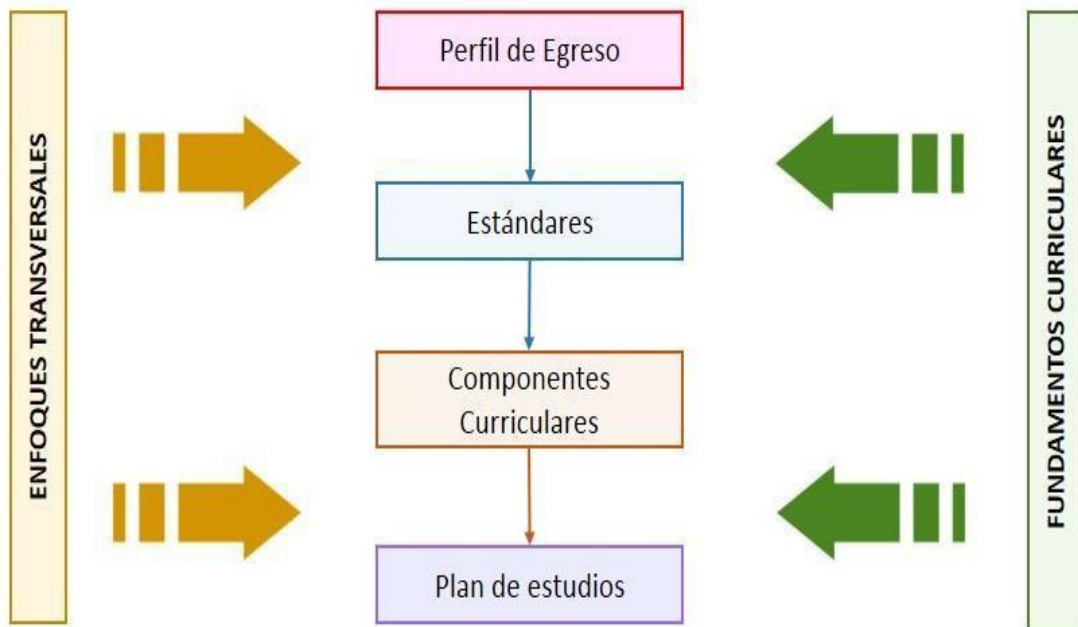 ENFOQUES TRANSVERSALES
Perfil de Egreso
Estándares
Componentes
Curriculares
Plan de estudios
FUNDAMENTOS CURRICULARES